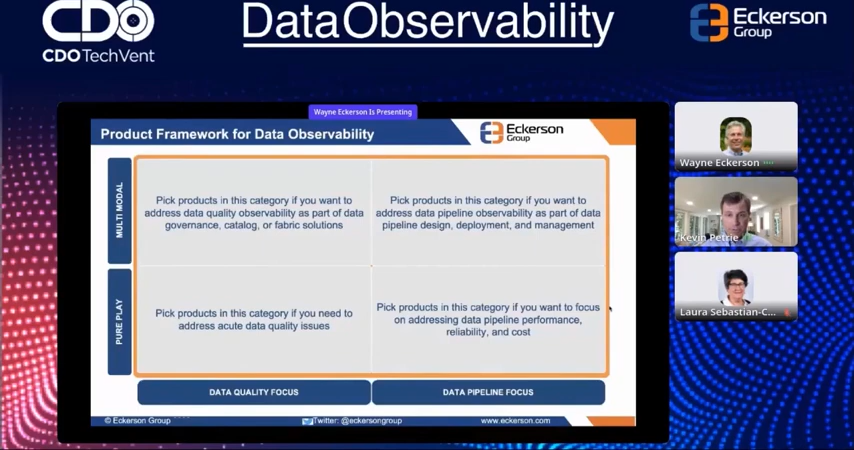 CDO
CDO TechVent
Data Observability
Eckerson
Group
Wayne Eckerson Is Presenting
Product Framework for Data Observability
Eckerson
Group
MULTI MODAL
Pick products in this category if you want to
address data quality observability as part of data
governance, catalog, or fabric solutions
Pick products in this category if you want to
address data pipeline observability as part of data
pipeline design, deployment, and management
PURE PLAY
Pick products in this category if you need to
address acute data quality issues
Pick products in this category if you want to focus
on addressing data pipeline performance,
reliability, and cost
DATA QUALITY FOCUS
DATA PIPELINE FOCUS
© Eckerson Group
Twitter: @eckersongroup
www.eckerson.com
Wayne Eckerson
Kevin Petrie
Laura Sebastian-C...